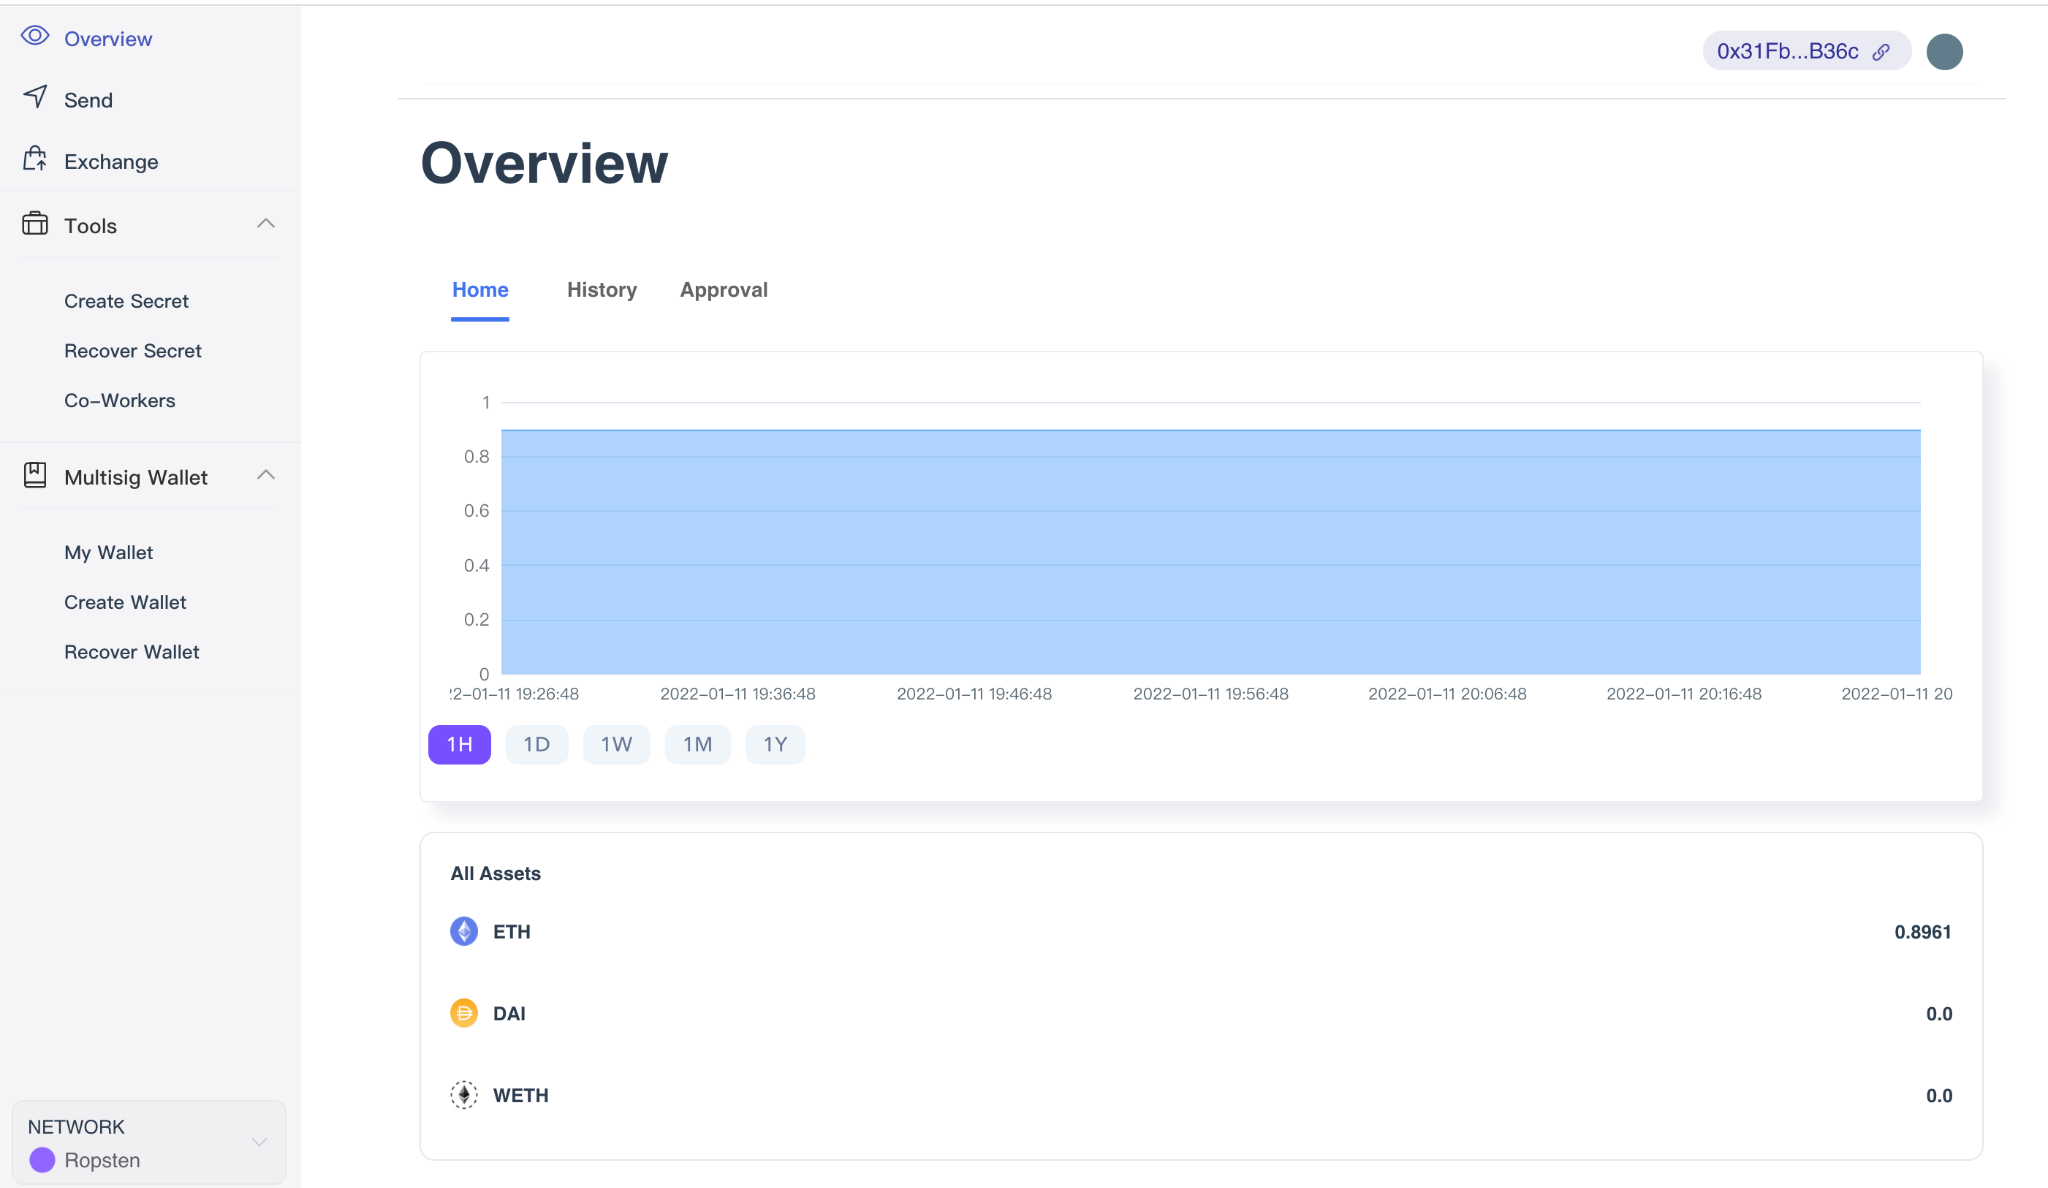 Overview
Send
Exchange
Tools
Create Secret
Recover Secret
Co-Workers
Multisig Wallet
My Wallet
Create Wallet
Recover Wallet
NETWORK
Ropsten
0x31Fb...B36c
Overview
Home History Approval
1
0.8
0.6
0.4
0.2
0
22-01-11 19:26:48 2022-01-11 19:36:48 2022-01-11 19:46:48 2022-01-11 19:56:48 2022-01-11 20:06:48 2022-01-11 20:16:48 2022-01-11 20
1H 1D 1W 1M 1Y
All Assets
ETH 0.8961
DAI 0.0
WETH 0.0